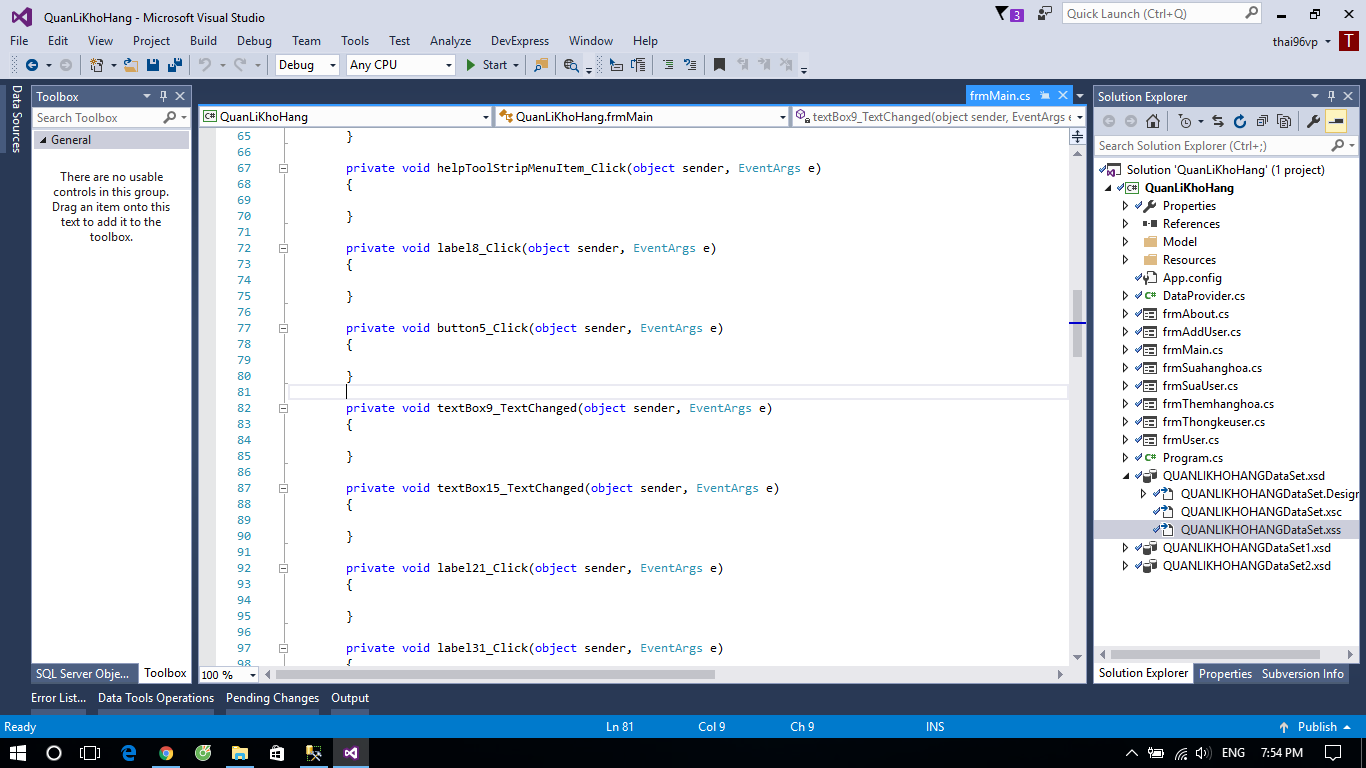 QuanLiKhoHang - Microsoft Visual Studio
3
Quick Launch (Ctrl+Q)
File Edit View Project Build Debug Team Tools Test Analyze DevExpress Window Help
thai96vp
T
Debug
Any CPU
Start
Data Sources
Toolbox
Search Toolbox
General
There are no usable
controls in this group.
Drag an item onto this
text to add it to the
toolbox.
SQL Server Obje...
Toolbox
frmMain.cs
C# QuanLiKhoHang
QuanLiKhoHang.frmMain
textBox9_TextChanged(object sender, EventArgs e
65 }
66
67 private void helpToolStripMenuItem_Click(object sender, EventArgs e)
68 {
69
70 }
71
72 private void label8_Click(object sender, EventArgs e)
73 {
74
75 }
76
77 private void button5_Click(object sender, EventArgs e)
78 {
79
80 }
81
82 private void textBox9_TextChanged(object sender, EventArgs e)
83 {
84
85 }
86
87 private void textBox15_TextChanged(object sender, EventArgs e)
88 {
89
90 }
91
92 private void label21_Click(object sender, EventArgs e)
93 {
94
95 }
96
97 private void label31_Click(object sender, EventArgs e)
98 {
100 %
Solution Explorer
Search Solution Explorer (Ctrl+;)
Solution 'QuanLiKhoHang' (1 project)
C# QuanLiKhoHang
Properties
References
Model
Resources
App.config
C# DataProvider.cs
frmAbout.cs
frmAddUser.cs
frmMain.cs
frmSuahanghoa.cs
frmSuaUser.cs
frmThemhanghoa.cs
frmThongkeuser.cs
frmUser.cs
C# Program.cs
QUANLIKHOHANGDataSet.xsd
QUANLIKHOHANGDataSet.Design
QUANLIKHOHANGDataSet.xsc
QUANLIKHOHANGDataSet.xss
QUANLIKHOHANGDataSet1.xsd
QUANLIKHOHANGDataSet2.xsd
Solution Explorer Properties Subversion Info
Error List... Data Tools Operations Pending Changes Output
Ready
Ln 81
Col 9
Ch 9
INS
Publish
ENG
7:54 PM